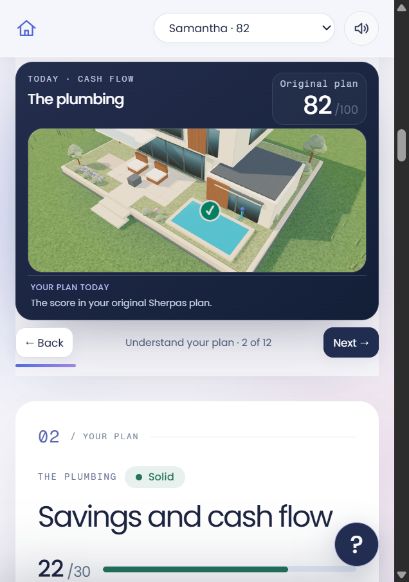 Samantha · 82
TODAY · CASH FLOW
The plumbing
Original plan
82 /100
YOUR PLAN TODAY
The score in your original Sherpas plan.
← Back
Understand your plan · 2 of 12
Next →
02 / YOUR PLAN
THE PLUMBING
Solid
Savings and cash flow
22 /30
?